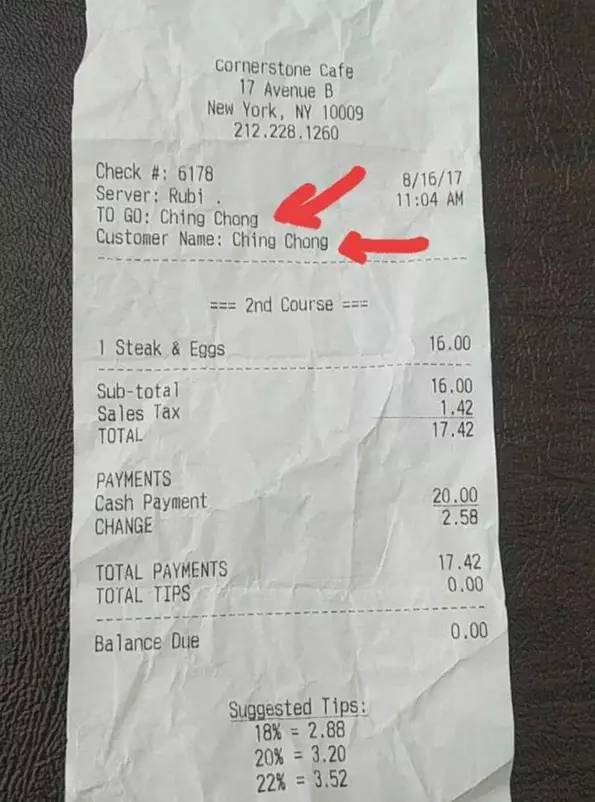 Cornerstone Cafe
17 Avenue B
New York, NY 10009
212.228.1260
Check #: 6178 8/16/17
Server: Rubi . 11:04 AM
TO GO: Ching Chong
Customer Name: Ching Chong
=== 2nd Course ===
1 Steak & Eggs 16.00
Sub-total 16.00
Sales Tax 1.42
TOTAL 17.42
PAYMENTS
Cash Payment 20.00
CHANGE 2.58
TOTAL PAYMENTS 17.42
TOTAL TIPS 0.00
Balance Due 0.00
Suggested Tips:
18% = 2.88
20% = 3.20
22% = 3.52